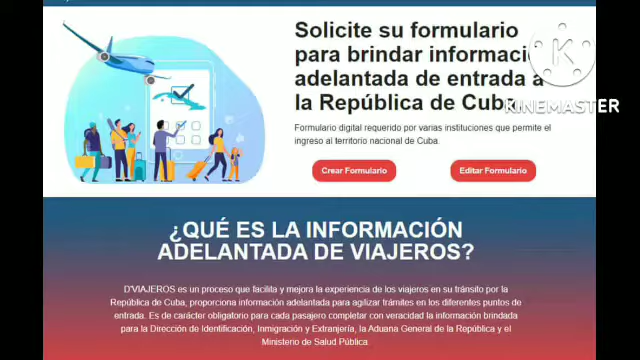 Solicite su formulario
para brindar informaci
adelantada de entrada a
la República de Cuba
Formulario digital requerido por varias instituciones que permite el
ingreso al territorio nacional de Cuba.
Crear Formulario
Editar Formulario
K
KINEMASTER
¿QUÉ ES LA INFORMACIÓN
ADELANTADA DE VIAJEROS?
D'VIAJEROS es un proceso que facilita y mejora la experiencia de los viajeros en su tránsito por la
República de Cuba, proporciona información adelantada para agilizar trámites en los diferentes puntos de
entrada. Es de carácter obligatorio para cada pasajero completar con veracidad la información brindada
para la Dirección de Identificación, Inmigración y Extranjería, la Aduana General de la República y el
Ministerio de Salud Pública.